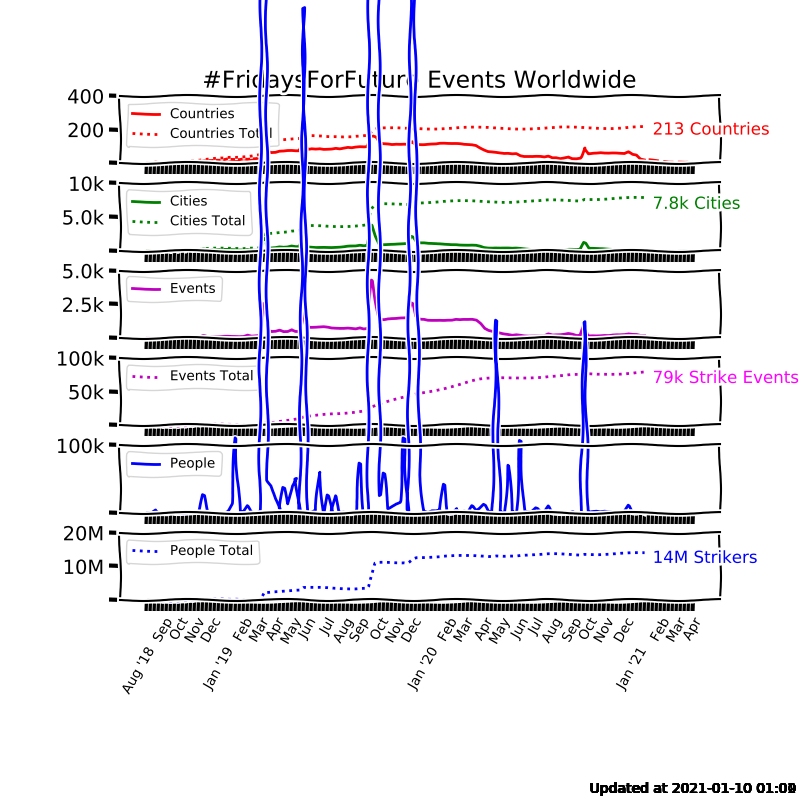 #FridaysForFuture Events Worldwide
400
200
Countries
Countries Total
213 Countries
10k
5.0k
Cities
Cities Total
7.8k Cities
5.0k
2.5k
Events
100k
50k
Events Total
79k Strike Events
100k
People
20M
10M
People Total
14M Strikers
Aug '18 Sep Oct Nov Dec Jan '19 Feb Mar Apr May Jun Jul Aug Sep Oct Nov Dec Jan '20 Feb Mar Apr May Jun Jul Aug Sep Oct Nov Dec Jan '21 Feb Mar Apr
Updated at 2021-01-10 01:0